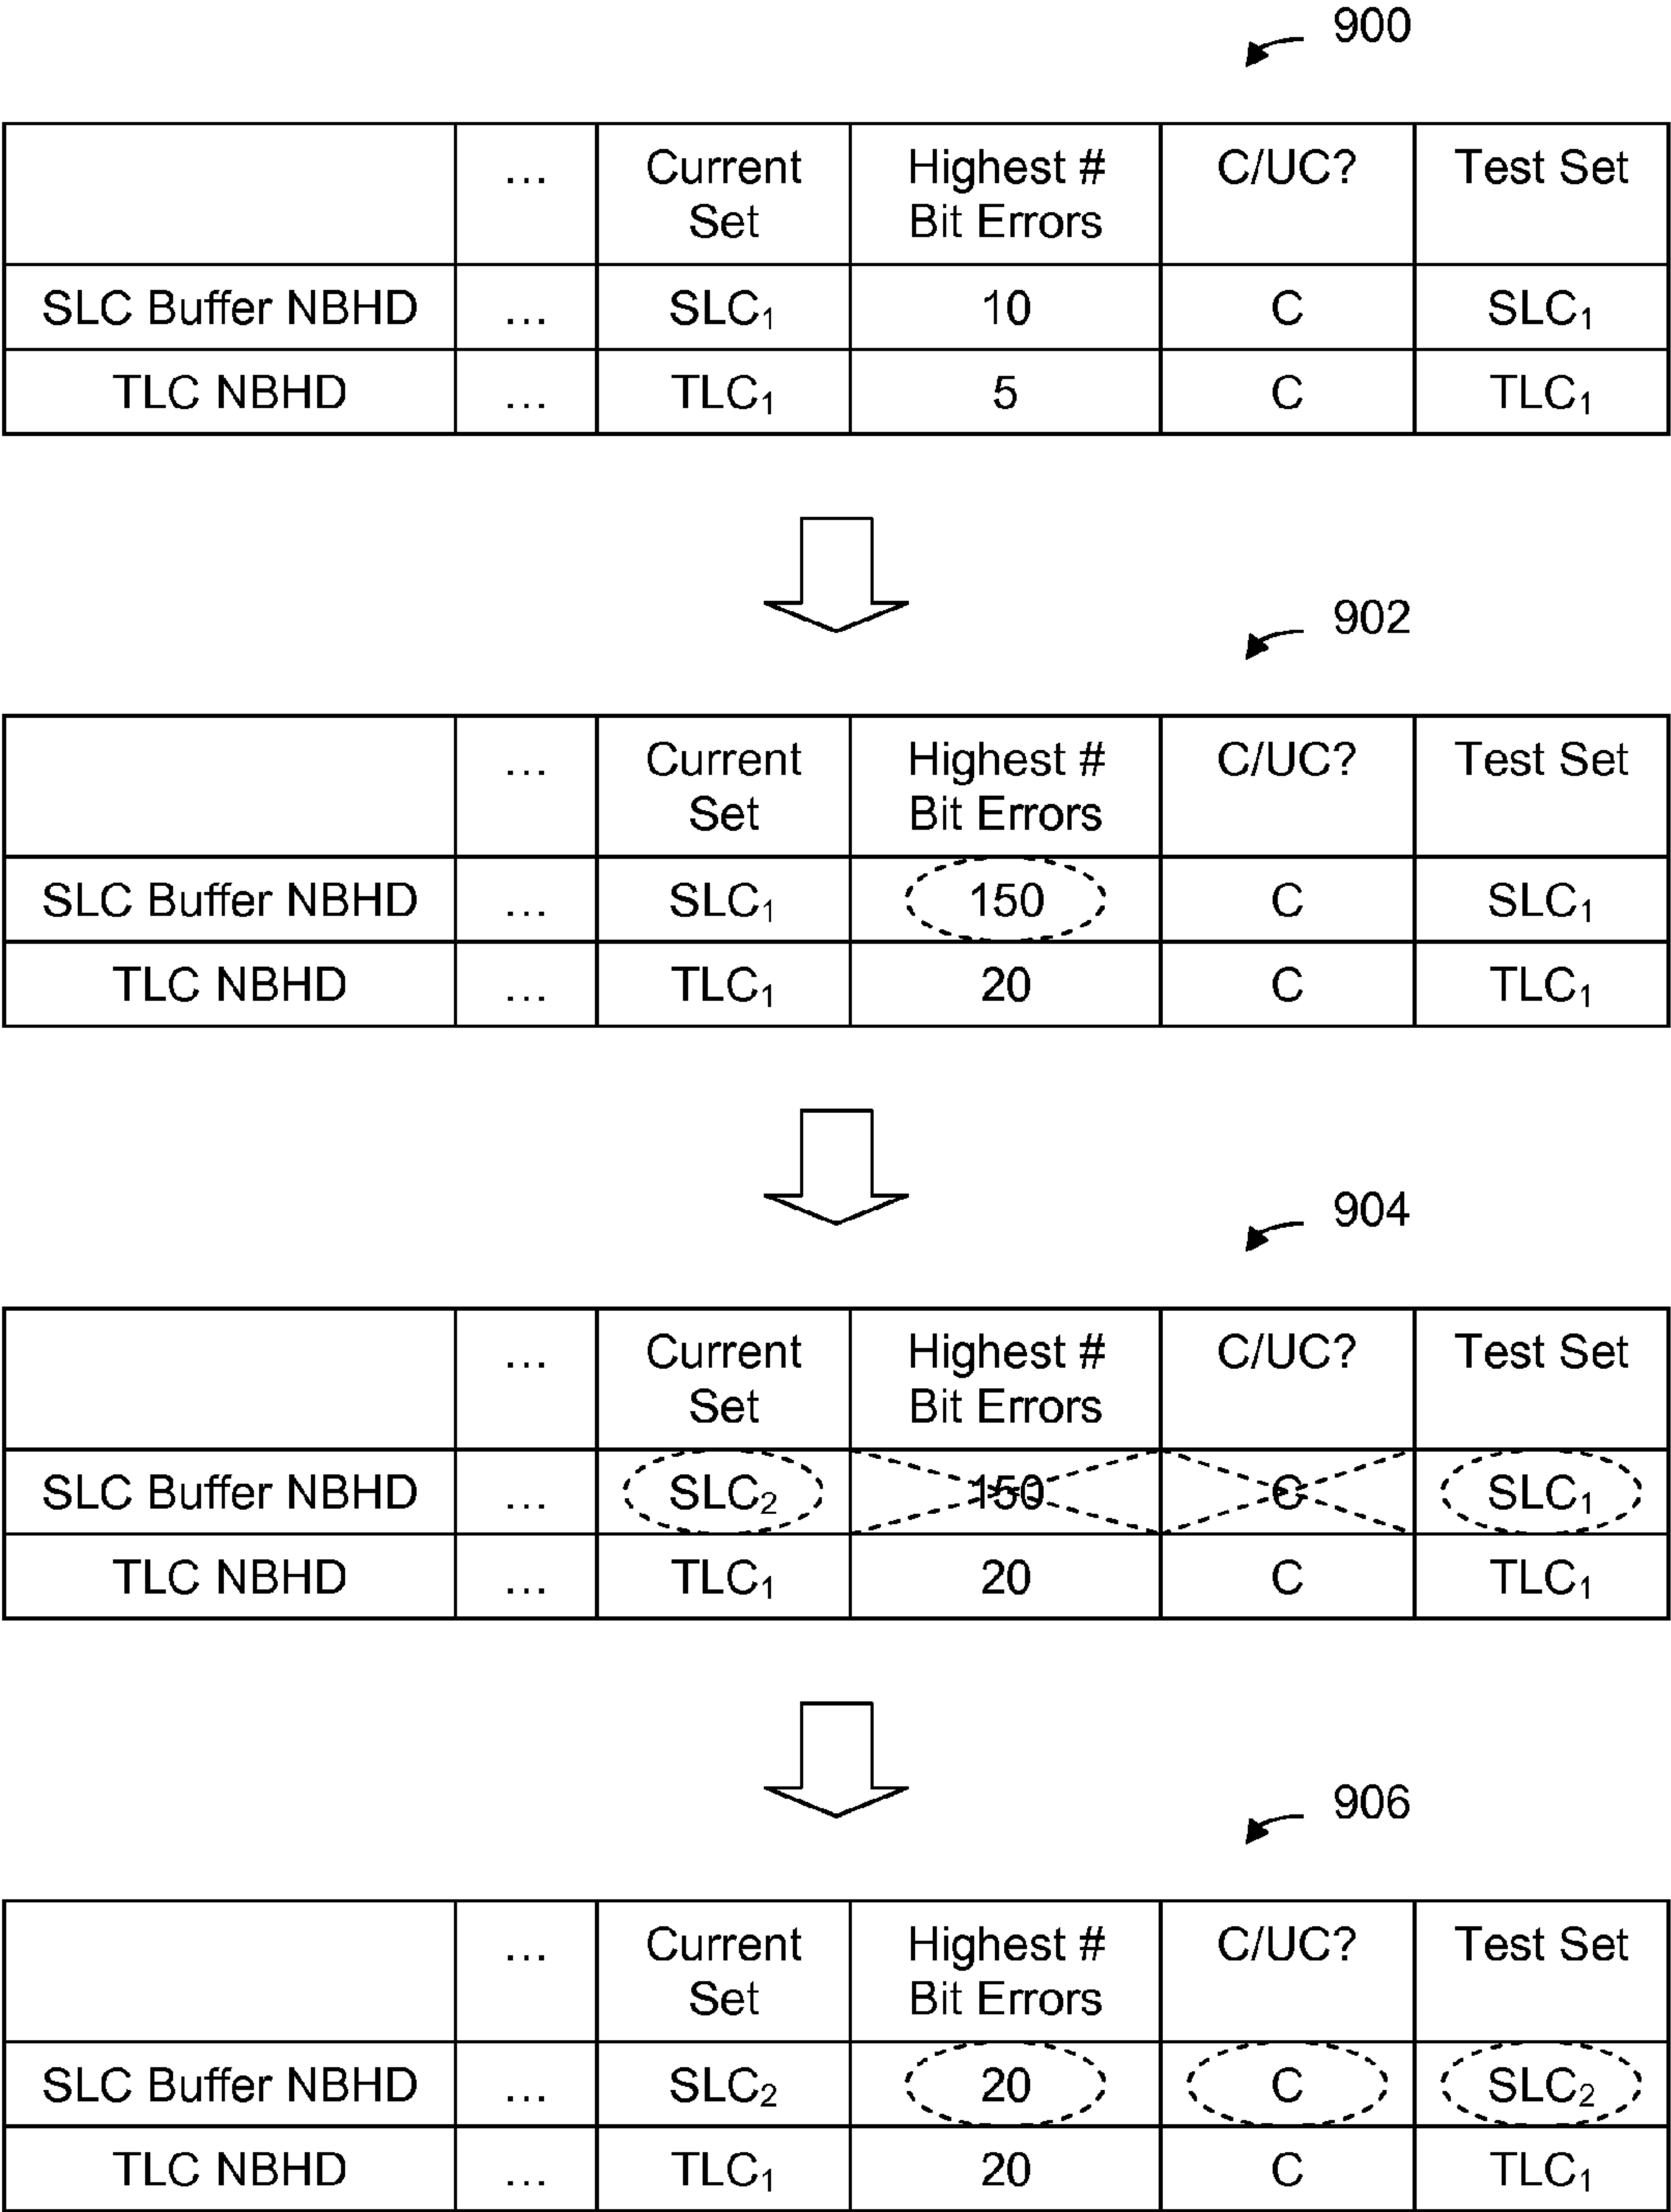 900
... Current Set Highest # Bit Errors C/UC? Test Set
SLC Buffer NBHD ... SLC₁ 10 C SLC₁
TLC NBHD ... TLC₁ 5 C TLC₁
902
... Current Set Highest # Bit Errors C/UC? Test Set
SLC Buffer NBHD ... SLC₁ 150 C SLC₁
TLC NBHD ... TLC₁ 20 C TLC₁
904
... Current Set Highest # Bit Errors C/UC? Test Set
SLC Buffer NBHD ... SLC₂ 150 C SLC₁
TLC NBHD ... TLC₁ 20 C TLC₁
906
... Current Set Highest # Bit Errors C/UC? Test Set
SLC Buffer NBHD ... SLC₂ 20 C SLC₂
TLC NBHD ... TLC₁ 20 C TLC₁